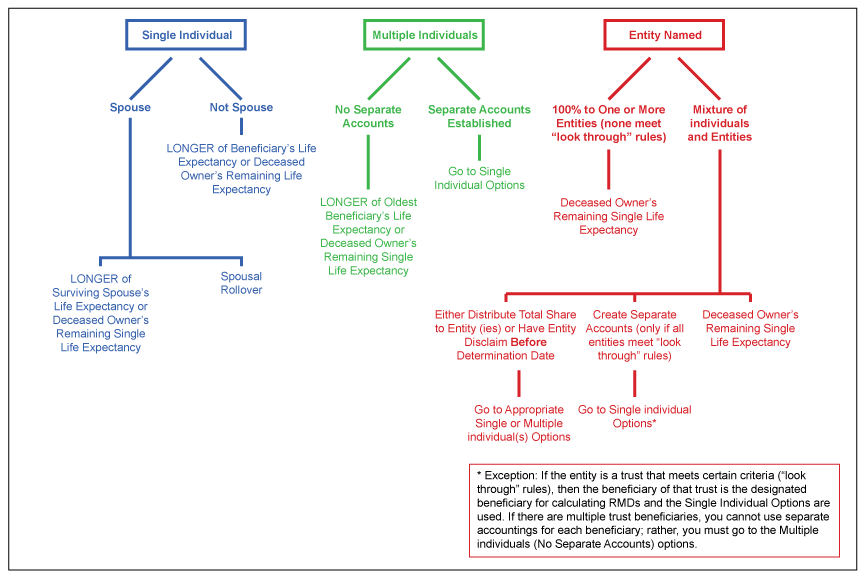 Single Individual
Spouse
Not Spouse
LONGER of Beneficiary's Life
Expectancy or Deceased
Owner's Remaining Life
Expectancy
LONGER of
Surviving Spouse's
Life Expectancy or
Deceased Owner's
Remaining Single
Life Expectancy
Spousal
Rollover
Multiple Individuals
No Separate
Accounts
Separate Accounts
Established
LONGER of Oldest
Beneficiary's Life
Expectancy or
Deceased Owner's
Remaining Single
Life Expectancy
Go to Single
Individual Options
Entity Named
100% to One or More
Entities (none meet
"look through" rules)
Mixture of
individuals
and Entities
Deceased Owner's
Remaining Single Life
Expectancy
Either Distribute Total Share
to Entity (ies) or Have Entity
Disclaim Before
Determination Date
Create Separate
Accounts (only if all
entities meet "look
through" rules)
Deceased Owner's
Remaining Single
Life Expectancy
Go to Appropriate
Single or Multiple
individual(s) Options
Go to Single individual
Options*
* Exception: If the entity is a trust that meets certain criteria ("look
through" rules), then the beneficiary of that trust is the designated
beneficiary for calculating RMDs and the Single Individual Options are
used. If there are multiple trust beneficiaries, you cannot use separate
accountings for each beneficiary; rather, you must go to the Multiple
individuals (No Separate Accounts) options.